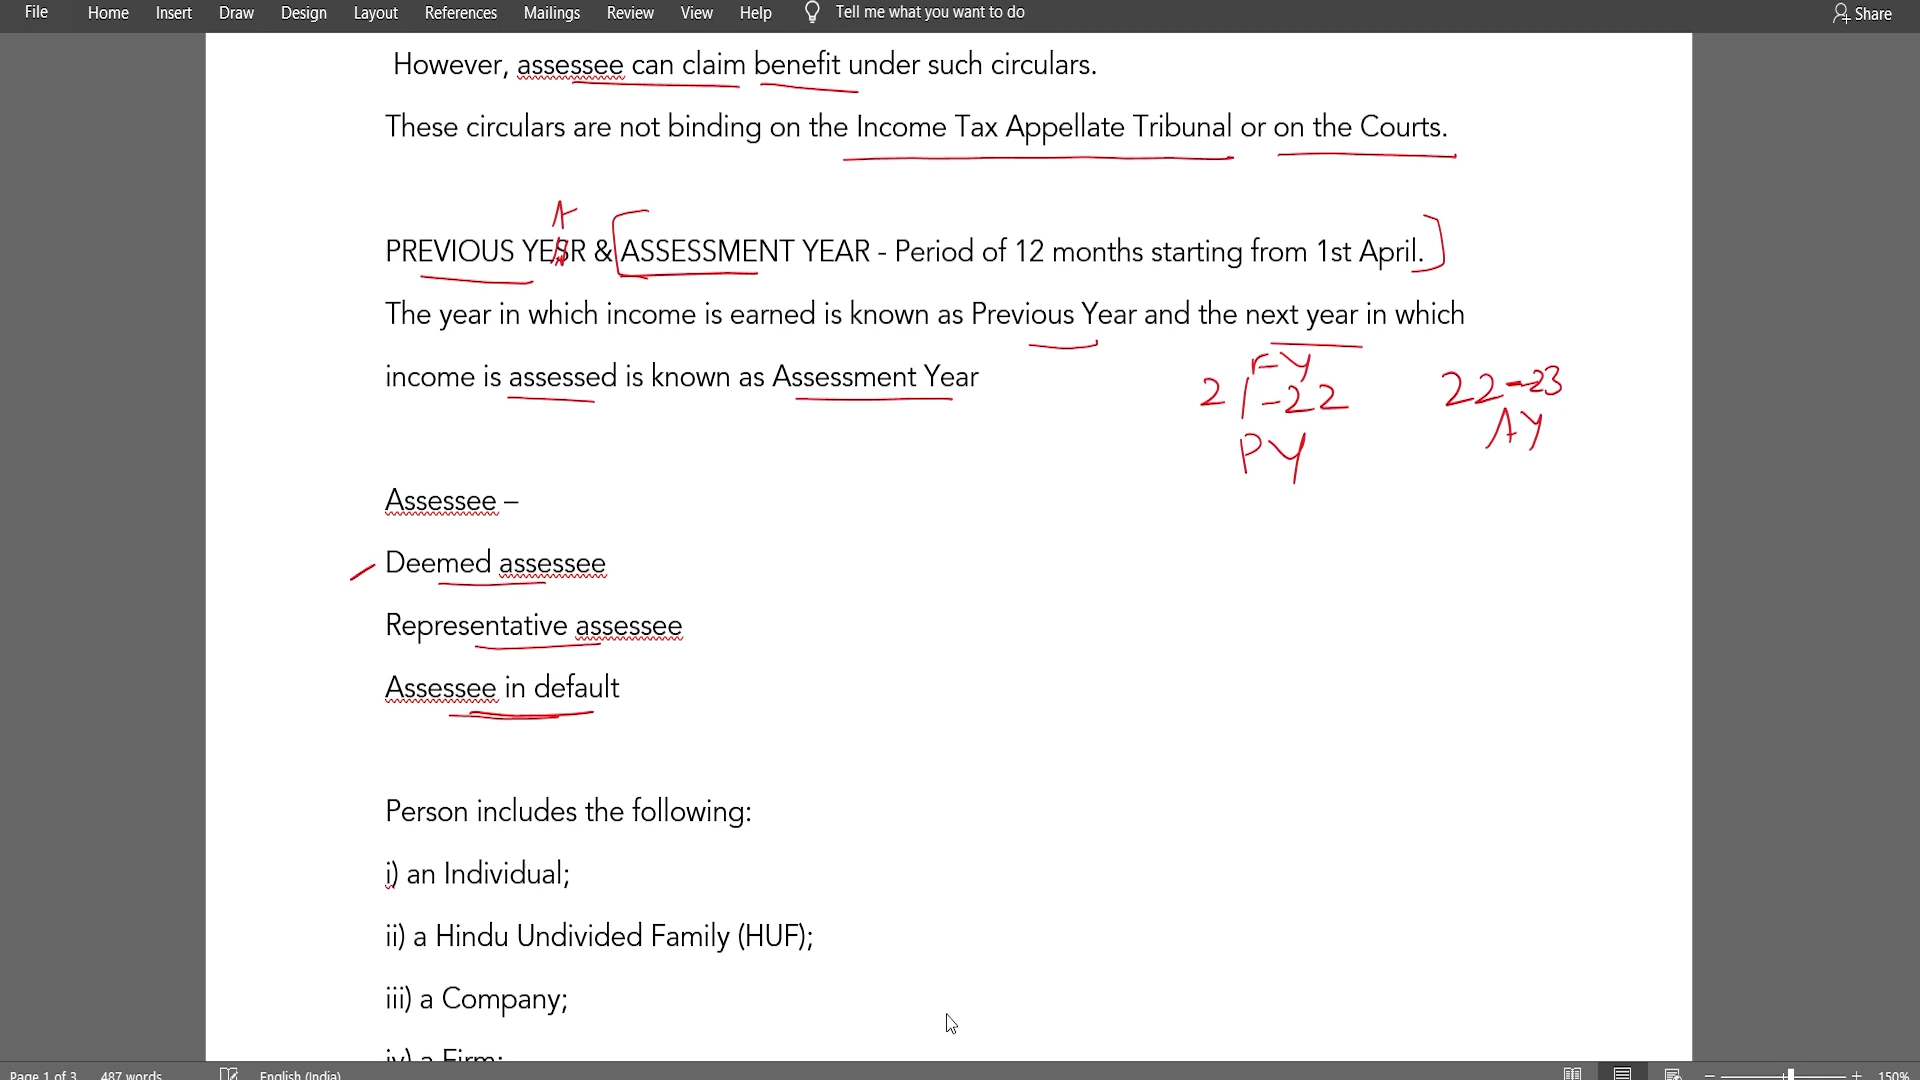 File Home Insert Draw Design Layout References Mailings Review View Help Tell me what you want to do Share
However, assessee can claim benefit under such circulars.
These circulars are not binding on the Income Tax Appellate Tribunal or on the Courts.
A
PREVIOUS YESR & ASSESSMENT YEAR - Period of 12 months starting from 1st April.
The year in which income is earned is known as Previous Year and the next year in which
income is assessed is known as Assessment Year
FY
21-22 22-23
PY AY
Assessee –
Deemed assessee
Representative assessee
Assessee in default
Person includes the following:
i) an Individual;
ii) a Hindu Undivided Family (HUF);
iii) a Company;
iv) a Firm;
Page 1 of 3 487 words English (India) 150%